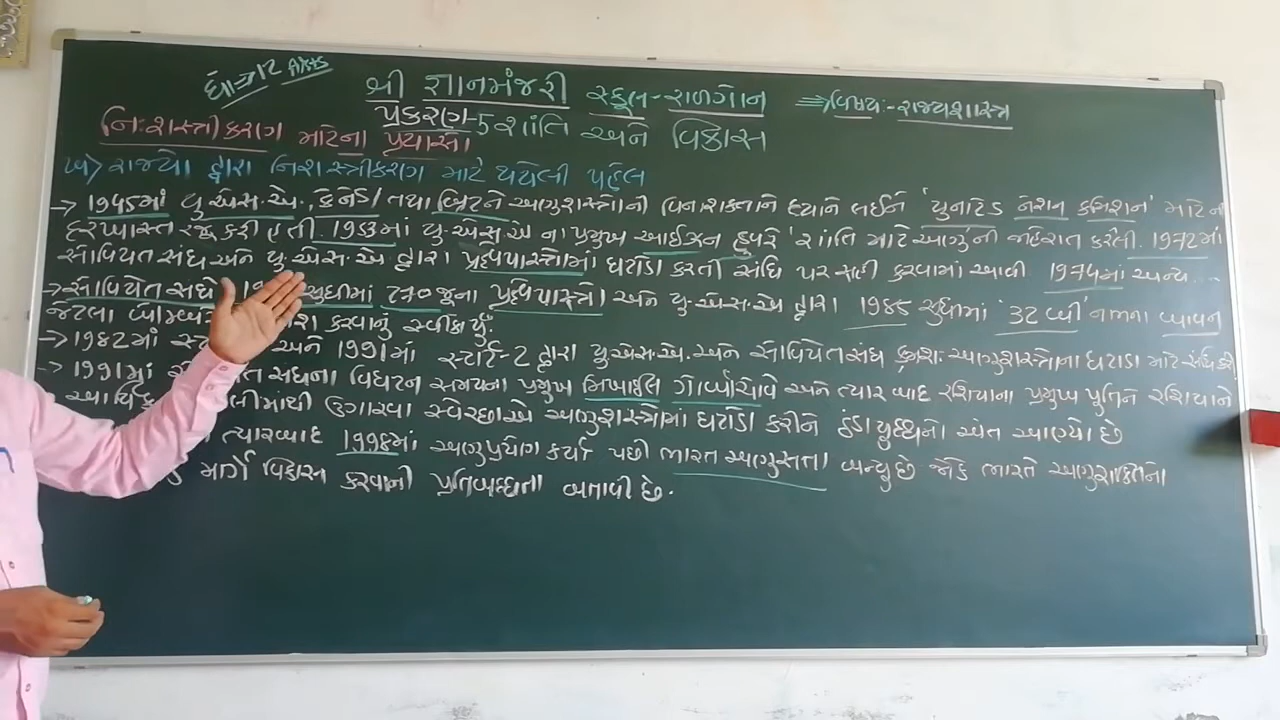 ધો⇒12 Arts
શ્રી જ્ઞાનમંજરી સ્કૂલ-રાળગોન ⇒વિષય:-રાજ્યશાસ્ત્ર
પ્રકરણ-5 શાંતિ અને વિકાસ
નિ:શસ્ત્રીકરણ માટેના પ્રયાસો
ખ> રાજ્યો દ્વારા નિશસ્ત્રીકરણ માટે થયેલી પહેલ
→ 1945માં યુ.એસ.એ., કેનેડા તથા બ્રિટને અણુશસ્ત્રોની વિનાશકતાને ધ્યાને લઈને 'યુનાઈટેડ નેશન કમિશન' માટેની
દરખાસ્ત રજૂ કરી હતી. 1953માં યુ.એસ.એ ના પ્રમુખ આઈઝન હુવરે 'શાંતિ માટે અણુ'ની જાહેરાત કરેલી. 1972માં
સોવિયેત સંઘ અને યુ.એસ.એ. દ્વારા પ્રક્ષેપાસ્ત્રોમાં ઘટાડા કરતી સંધિ પર સહી કરવામાં આવી 1974માં અન્ય...
→ સોવિયેત સંઘે સુધીમાં 270 જૂના પ્રક્ષેપાસ્ત્રો અને યુ.એસ.એ દ્વારા 1985 સુધીમાં '32 બી' નામના બ્યાવન
જેટલા કરવાનું સ્વીકાર્યું.
→ 1982માં અને 1991માં સ્ટાર્ટ-2 દ્વારા યુ.એસ.એ. અને સોવિયેત સંઘ ક્રમશ: અણુશસ્ત્રોના ઘટાડા માટે સંધિ કરી.
→ 1991માં સંઘના વિઘટન સમયના પ્રમુખ મિખાઈલ ગોર્બાચોવે અને ત્યાર બાદ રશિયાના પ્રમુખ પુતિને રશિયાને
ઉગારવા સ્વેચ્છાએ અણુશસ્ત્રોમાં ઘટાડો કરીને ઠંડા યુદ્ધનો અંત આણ્યો છે
ત્યારબાદ 1998માં અણુપ્રયોગ કર્યા પછી ભારત અણુસત્તા બન્યુ છે જોકે ભારતે અણુશક્તિનો
માર્ગે વિકાસ કરવાની પ્રતિબદ્ધતા બતાવી છે.